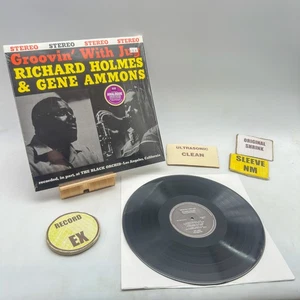 STEREO STEREO STEREO STEREO
Groovin' With Jug
RICHARD HOLMES
& GENE AMMONS
recorded, in part, at THE BLACK ORCHID-Los Angeles, California
ULTRASONIC
CLEAN
ORIGINAL
SHRINK
SLEEVE
NM
RECORD
EX